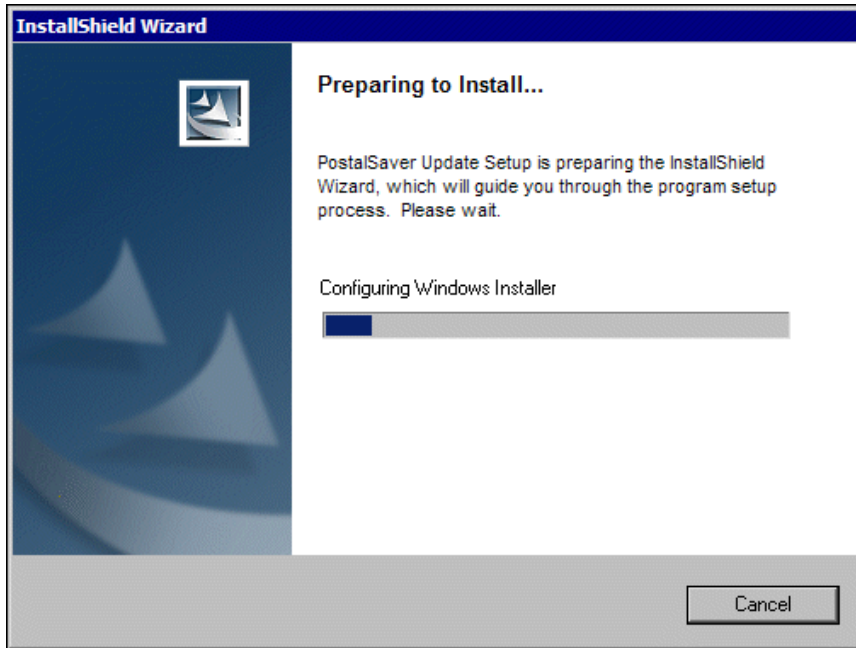 InstallShield Wizard
Preparing to Install...
PostalSaver Update Setup is preparing the InstallShield
Wizard, which will guide you through the program setup
process.  Please wait.
Configuring Windows Installer
Cancel